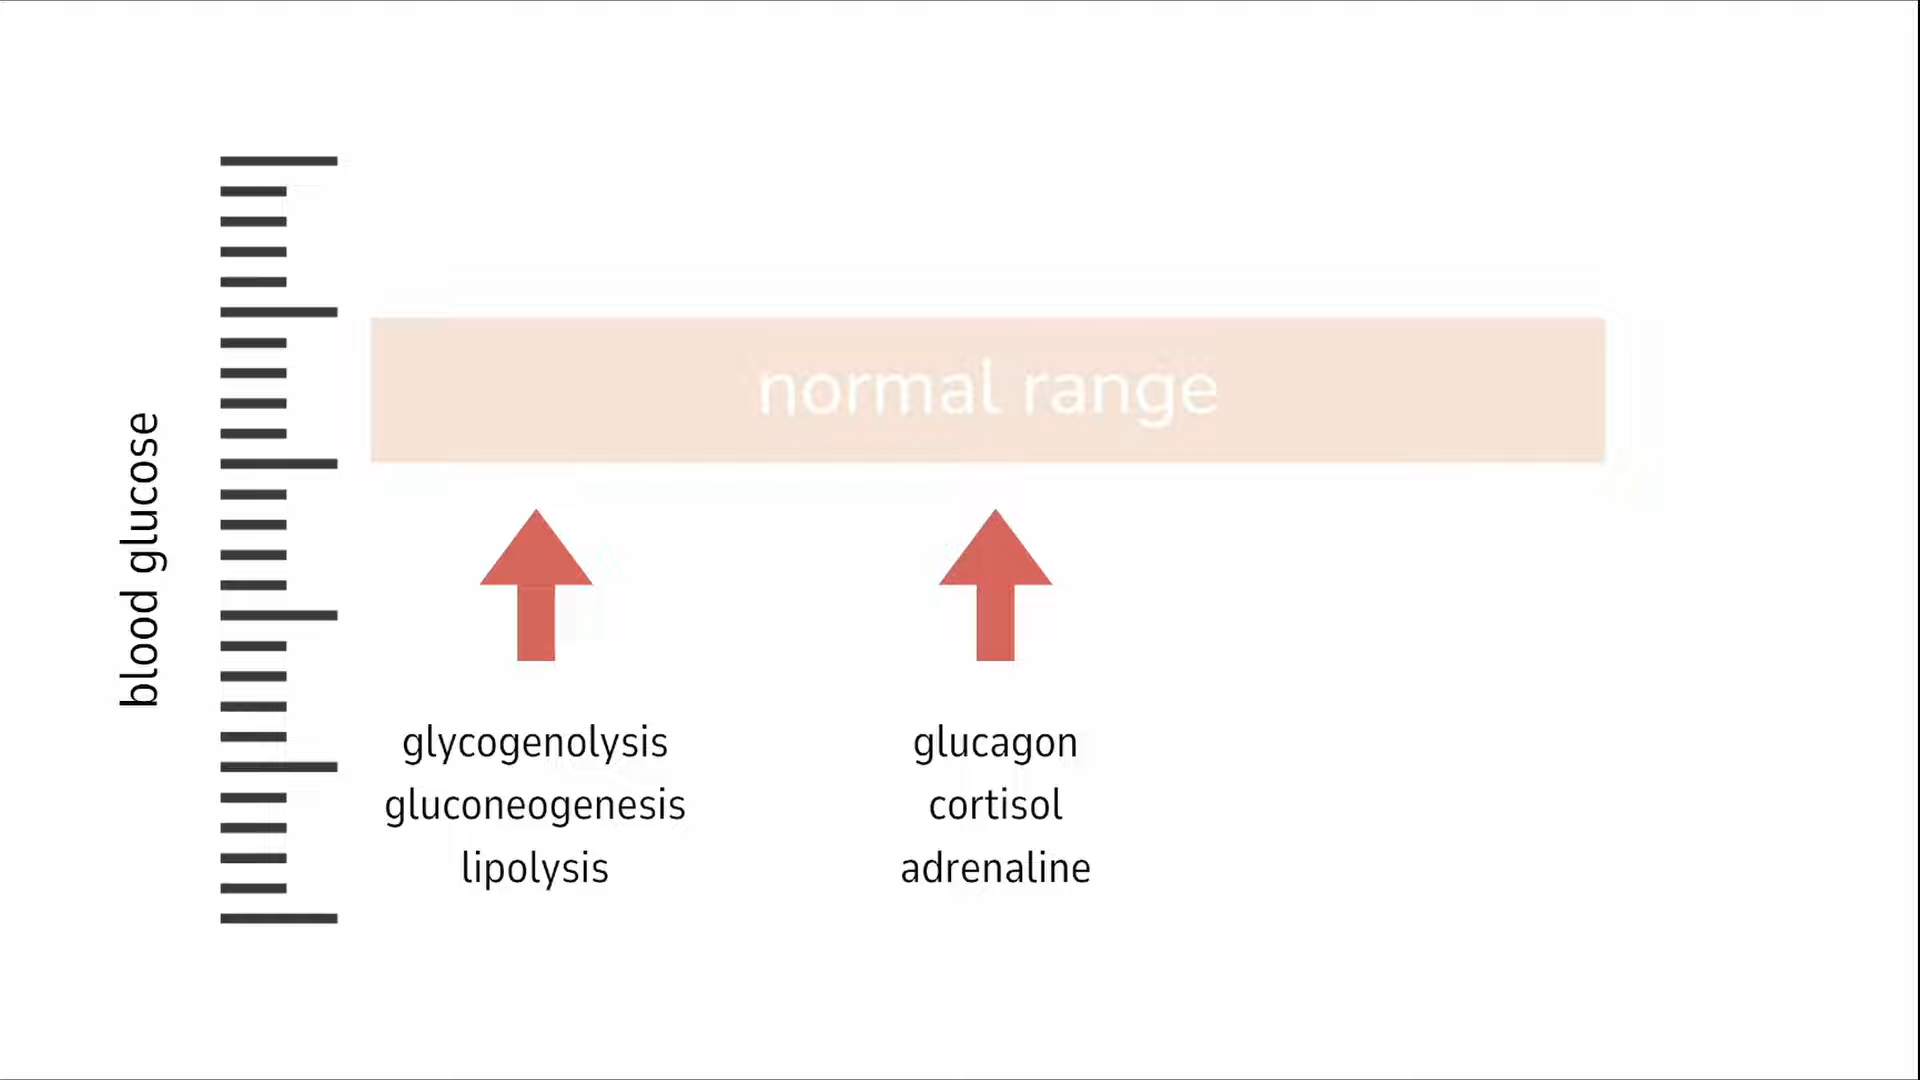 blood glucose
normal range
glycogenolysis
gluconeogenesis
lipolysis
glucagon
cortisol
adrenaline